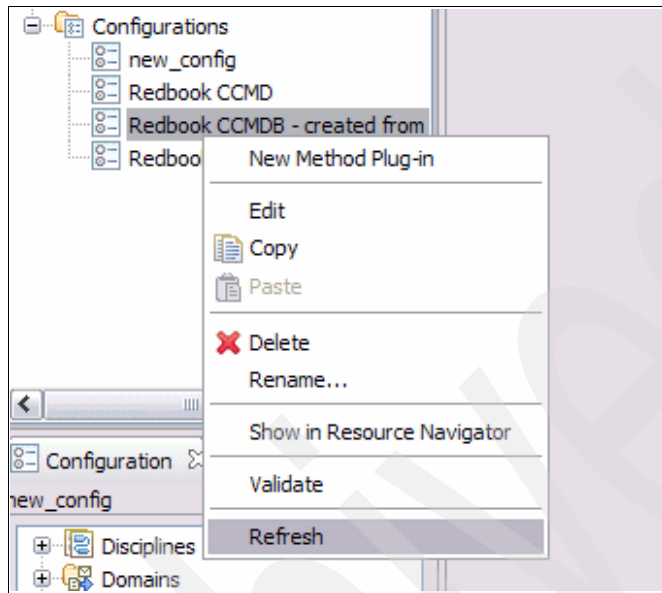 Configurations
new_config
Redbook CCMD
Redbook CCMDB - created from
New Method Plug-in
Edit
Copy
Paste
Delete
Rename...
Show in Resource Navigator
Validate
Refresh
Configuration
new_config
Disciplines
Domains